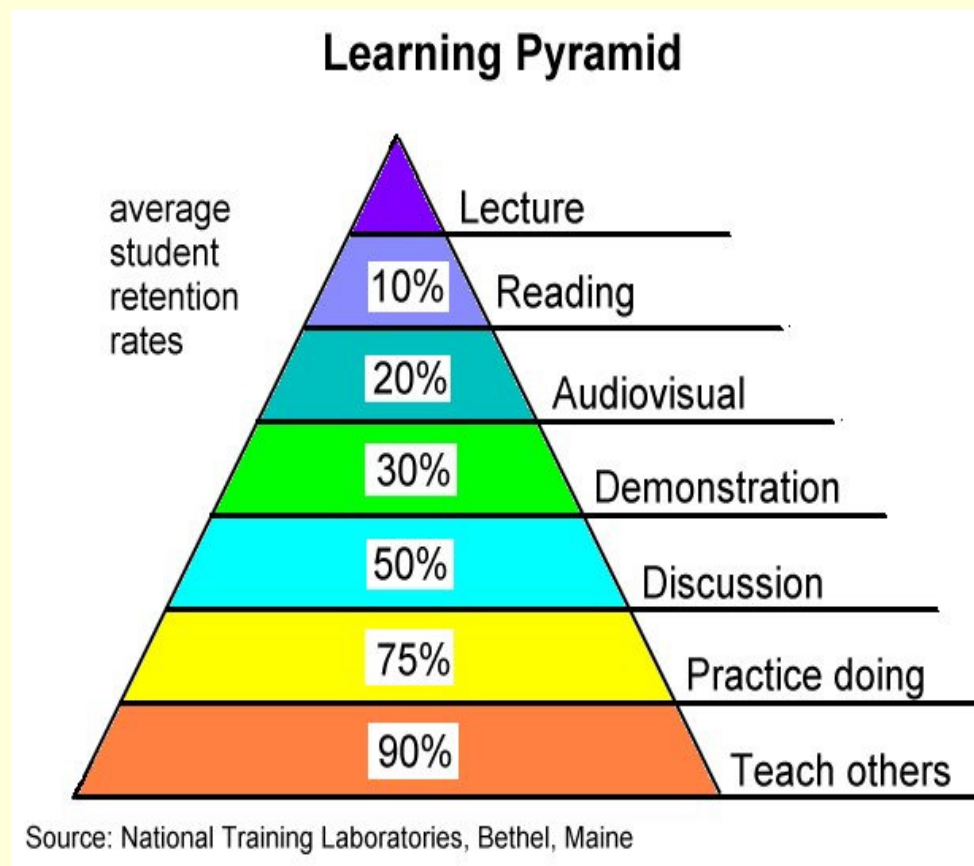 Learning Pyramid
average
student
retention
rates
Lecture
10% Reading
20% Audiovisual
30% Demonstration
50% Discussion
75% Practice doing
90% Teach others
Source: National Training Laboratories, Bethel, Maine